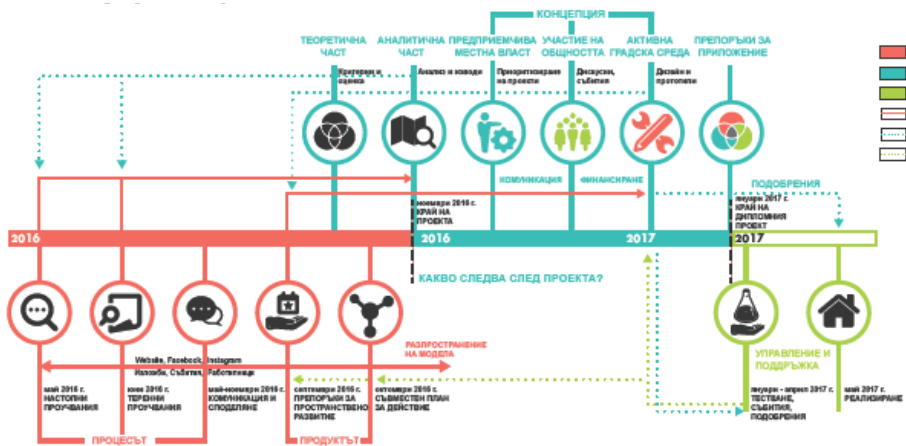 КОНЦЕПЦИЯ
ТЕОРЕТИЧНА
ЧАСТ
АНАЛИТИЧНА
ЧАСТ
ПРЕДПРИЕМЧИВА
МЕСТНА ВЛАСТ
УЧАСТИЕ НА
ОБЩНОСТТА
АКТИВНА
ГРАДСКА СРЕДА
ПРЕПОРЪКИ ЗА
ПРИЛОЖЕНИЕ
Критерии и
оценка
Анализ и изводи
Приоритизиране
на проекти
Дискусии,
събития
Дизайн и
прототипи
КОМУНИКАЦИЯ
ФИНАНСИРАНЕ
ПОДОБРЕНИЯ
ноември 2016 г.
КРАЙ НА
ПРОЕКТА
януари 2017 г.
КРАЙ НА
ДИПЛОМНИЯ
ПРОЕКТ
2016
2016
2017
2017
КАКВО СЛЕДВА СЛЕД ПРОЕКТА?
РАЗПРОСТРАНЕНИЕ
НА МОДЕЛА
Website, Facebook, Instagram
Изложби, Събития, Работилници
УПРАВЛЕНИЕ И
ПОДДРЪЖКА
май 2016 г.
НАСТОЛНИ
ПРОУЧВАНИЯ
юни 2016 г.
ТЕРЕННИ
ПРОУЧВАНИЯ
май-ноември 2016 г.
КОМУНИКАЦИЯ И
СПОДЕЛЯНЕ
септември 2016 г.
ПРЕПОРЪКИ ЗА
ПРОСТРАНСТВЕНО
РАЗВИТИЕ
октомври 2016 г.
СЪВМЕСТЕН ПЛАН
ЗА ДЕЙСТВИЕ
януари - април 2017 г.
ТЕСТВАНЕ,
СЪБИТИЯ,
ПОДОБРЕНИЯ
май 2017 г.
РЕАЛИЗИРАНЕ
ПРОЦЕСЪТ
ПРОДУКТЪТ